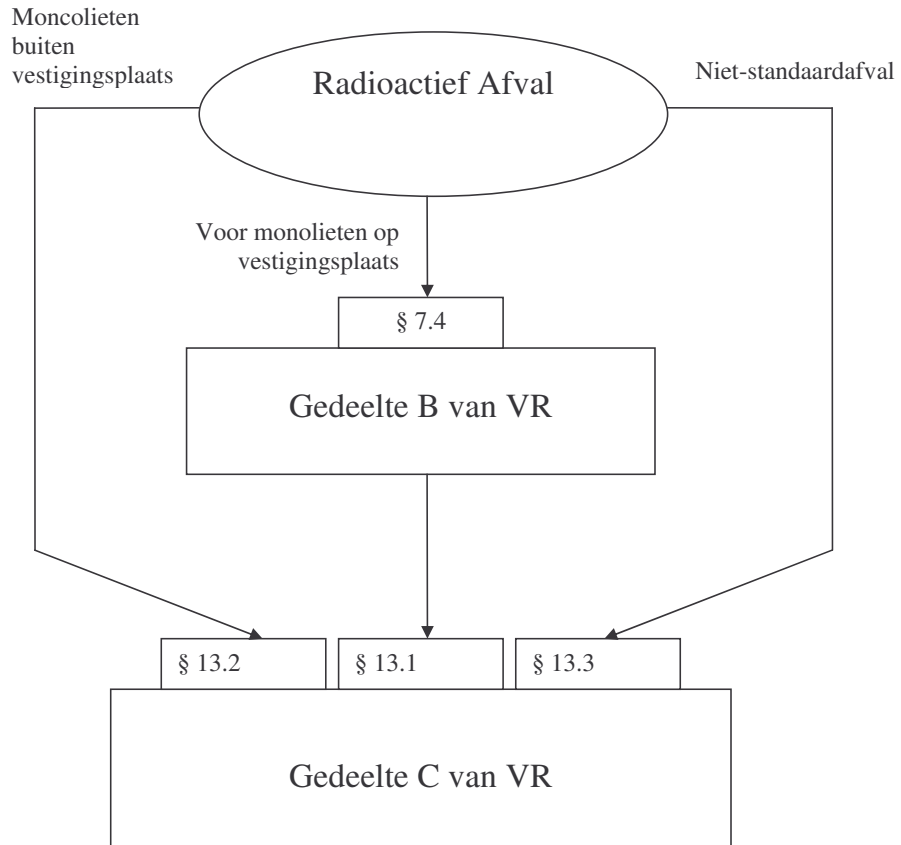 Moncolieten
buiten
vestigingsplaats
Radioactief Afval
Niet-standaardafval
Voor monolieten op
vestigingsplaats
§ 7.4
Gedeelte B van VR
§ 13.2
§ 13.1
§ 13.3
Gedeelte C van VR